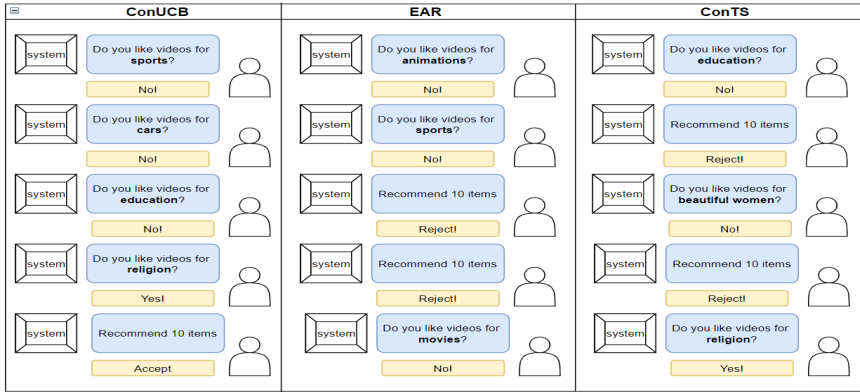 ConUCB
system
Do you like videos for
sports?
No!
system
Do you like videos for
cars?
No!
system
Do you like videos for
education?
No!
system
Do you like videos for
religion?
Yes!
system
Recommend 10 items
Accept
EAR
system
Do you like videos for
animations?
No!
system
Do you like videos for
sports?
No!
system
Recommend 10 items
Reject!
system
Recommend 10 items
Reject!
system
Do you like videos for
movies?
No!
ConTS
system
Do you like videos for
education?
No!
system
Recommend 10 items
Reject!
system
Do you like videos for
beautiful women?
No!
system
Recommend 10 items
Reject!
system
Do you like videos for
religion?
Yes!